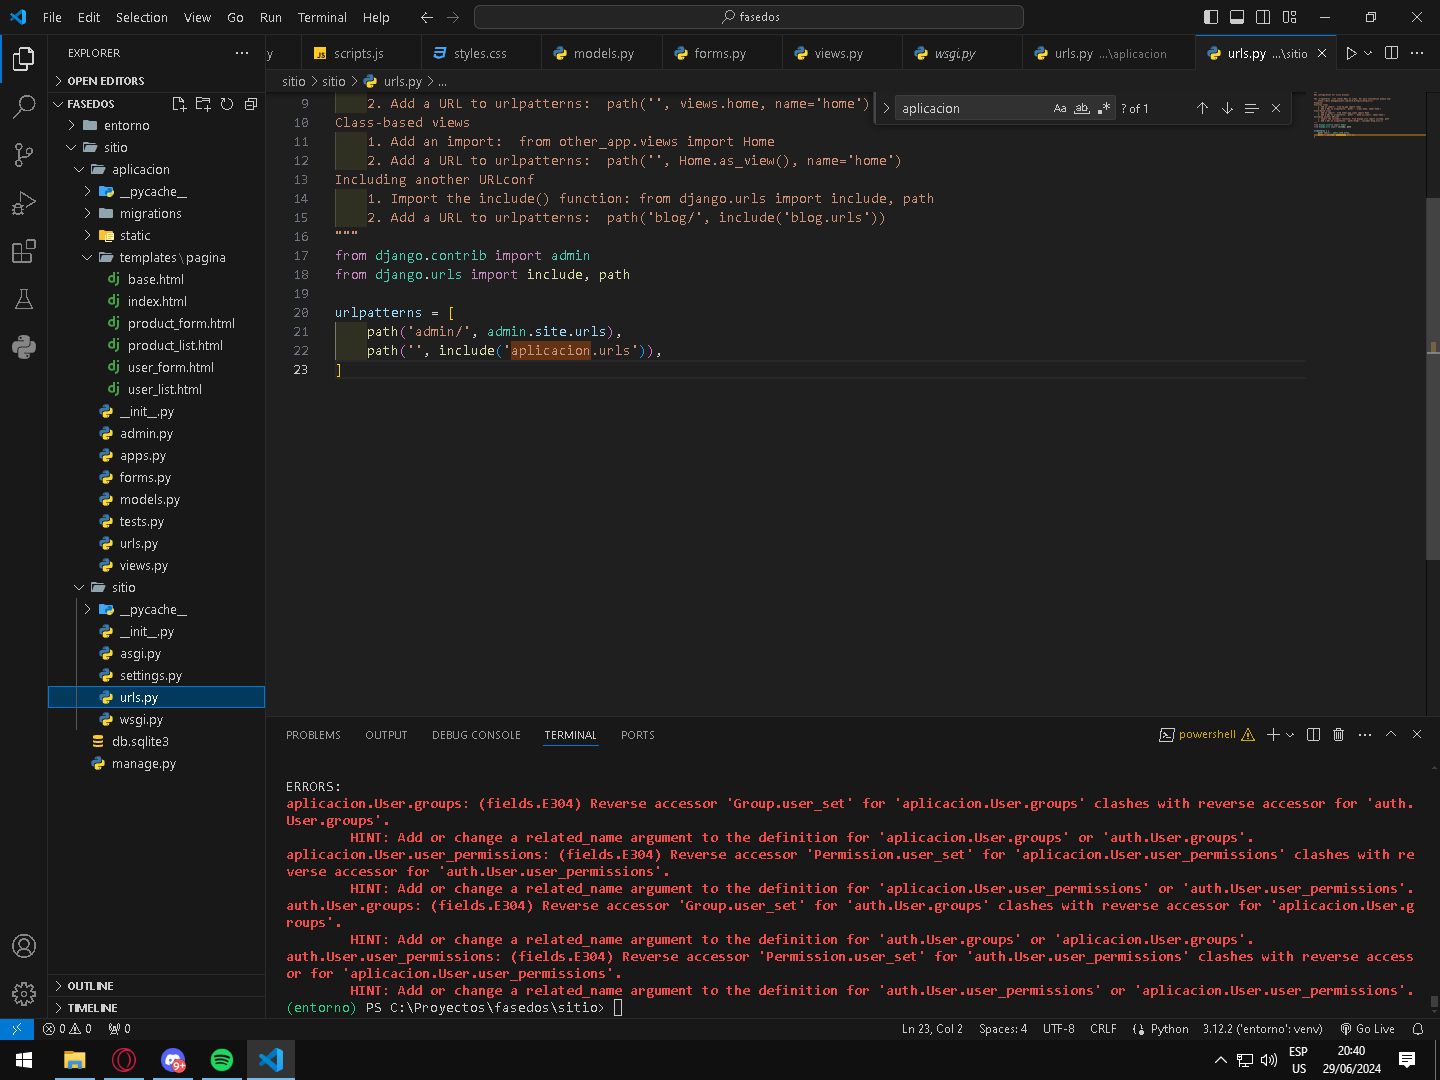 File Edit Selection View Go Run Terminal Help
fasedos
EXPLORER
y
scripts.js
styles.css
models.py
forms.py
views.py
wsgi.py
urls.py ...\aplicacion
urls.py ...\sitio
OPEN EDITORS
sitio > sitio > urls.py > ...
FASEDOS
entorno
sitio
aplicacion
__pycache__
migrations
static
templates\pagina
base.html
index.html
product_form.html
product_list.html
user_form.html
user_list.html
__init__.py
admin.py
apps.py
forms.py
models.py
tests.py
urls.py
views.py
sitio
__pycache__
__init__.py
asgi.py
settings.py
urls.py
wsgi.py
db.sqlite3
manage.py
OUTLINE
TIMELINE
aplicacion
Aa ab .*
? of 1
9 2. Add a URL to urlpatterns:  path('', views.home, name='home')
10 Class-based views
11 1. Add an import:  from other_app.views import Home
12 2. Add a URL to urlpatterns:  path('', Home.as_view(), name='home')
13 Including another URLconf
14 1. Import the include() function: from django.urls import include, path
15 2. Add a URL to urlpatterns:  path('blog/', include('blog.urls'))
16 """
17 from django.contrib import admin
18 from django.urls import include, path
19
20 urlpatterns = [
21 path('admin/', admin.site.urls),
22 path('', include('aplicacion.urls')),
23 ]
PROBLEMS OUTPUT DEBUG CONSOLE TERMINAL PORTS
powershell
ERRORS:
aplicacion.User.groups: (fields.E304) Reverse accessor 'Group.user_set' for 'aplicacion.User.groups' clashes with reverse accessor for 'auth.
User.groups'.
HINT: Add or change a related_name argument to the definition for 'aplicacion.User.groups' or 'auth.User.groups'.
aplicacion.User.user_permissions: (fields.E304) Reverse accessor 'Permission.user_set' for 'aplicacion.User.user_permissions' clashes with re
verse accessor for 'auth.User.user_permissions'.
HINT: Add or change a related_name argument to the definition for 'aplicacion.User.user_permissions' or 'auth.User.user_permissions'.
auth.User.groups: (fields.E304) Reverse accessor 'Group.user_set' for 'auth.User.groups' clashes with reverse accessor for 'aplicacion.User.g
roups'.
HINT: Add or change a related_name argument to the definition for 'auth.User.groups' or 'aplicacion.User.groups'.
auth.User.user_permissions: (fields.E304) Reverse accessor 'Permission.user_set' for 'auth.User.user_permissions' clashes with reverse access
or for 'aplicacion.User.user_permissions'.
HINT: Add or change a related_name argument to the definition for 'auth.User.user_permissions' or 'aplicacion.User.user_permissions'.
(entorno) PS C:\Proyectos\fasedos\sitio>
0 0 0
Ln 23, Col 2 Spaces: 4 UTF-8 CRLF Python 3.12.2 ('entorno': venv) Go Live
9+
ESP
US
20:40
29/06/2024